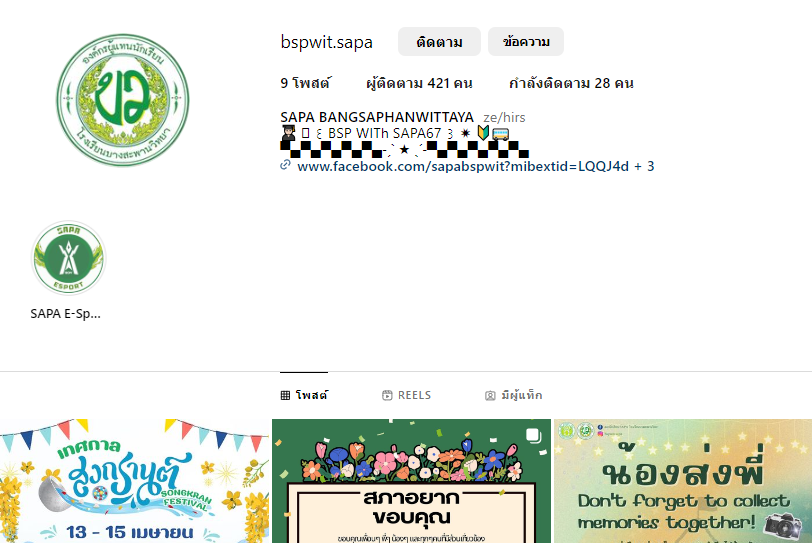 bspwit.sapa
ติดตาม
ข้อความ
9 โพสต์
ผู้ติดตาม 421 คน
กำลังติดตาม 28 คน
SAPA BANGSAPHANWITTAYA ze/hirs
BSP WITh SAPA67
www.facebook.com/sapabspwit?mibextid=LQQJ4d + 3
องค์กรผู้แทนนักเรียน
บว
โรงเรียนบางสะพานวิทยา
SAPA
ESPORT
SAPA E-Sp...
โพสต์
REELS
มีผู้แท็ก
เทศกาล
สงกรานต์
SONGKRAN
FESTIVAL
13 - 15 เมษายน
สภาอยาก
ขอบคุณ
น้องส่งพี่
Don't forget to collect
memories together!